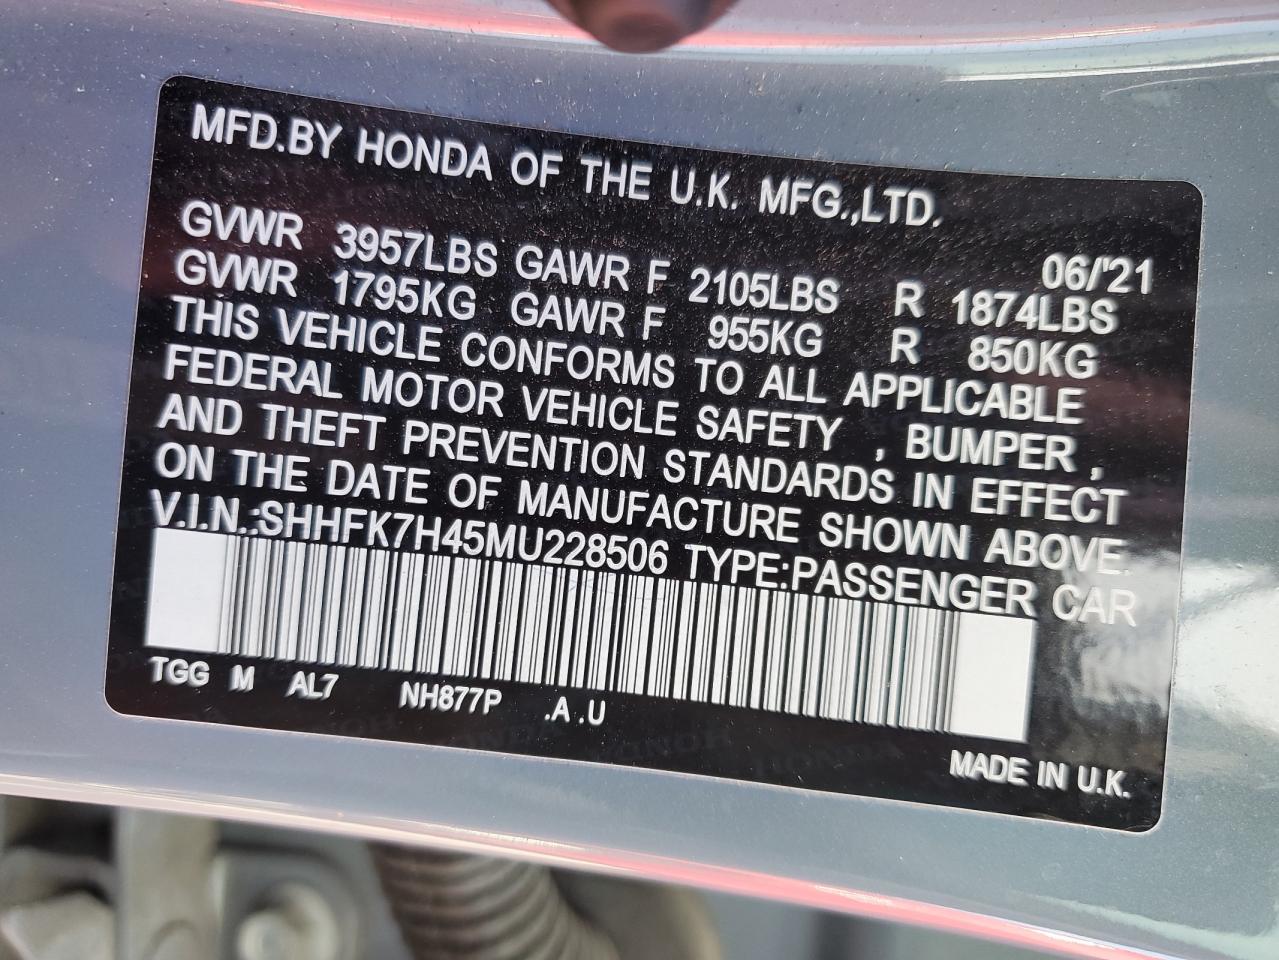 MFD.BY HONDA OF THE U.K. MFG.,LTD.
06/'21
GVWR 3957LBS GAWR F 2105LBS R 1874LBS
GVWR 1795KG GAWR F 955KG R 850KG
THIS VEHICLE CONFORMS TO ALL APPLICABLE
FEDERAL MOTOR VEHICLE SAFETY , BUMPER ,
AND THEFT PREVENTION STANDARDS IN EFFECT
ON THE DATE OF MANUFACTURE SHOWN ABOVE.
V.I.N.:SHHFK7H45MU228506 TYPE:PASSENGER CAR
TGG M AL7 NH877P .A .U
MADE IN U.K.